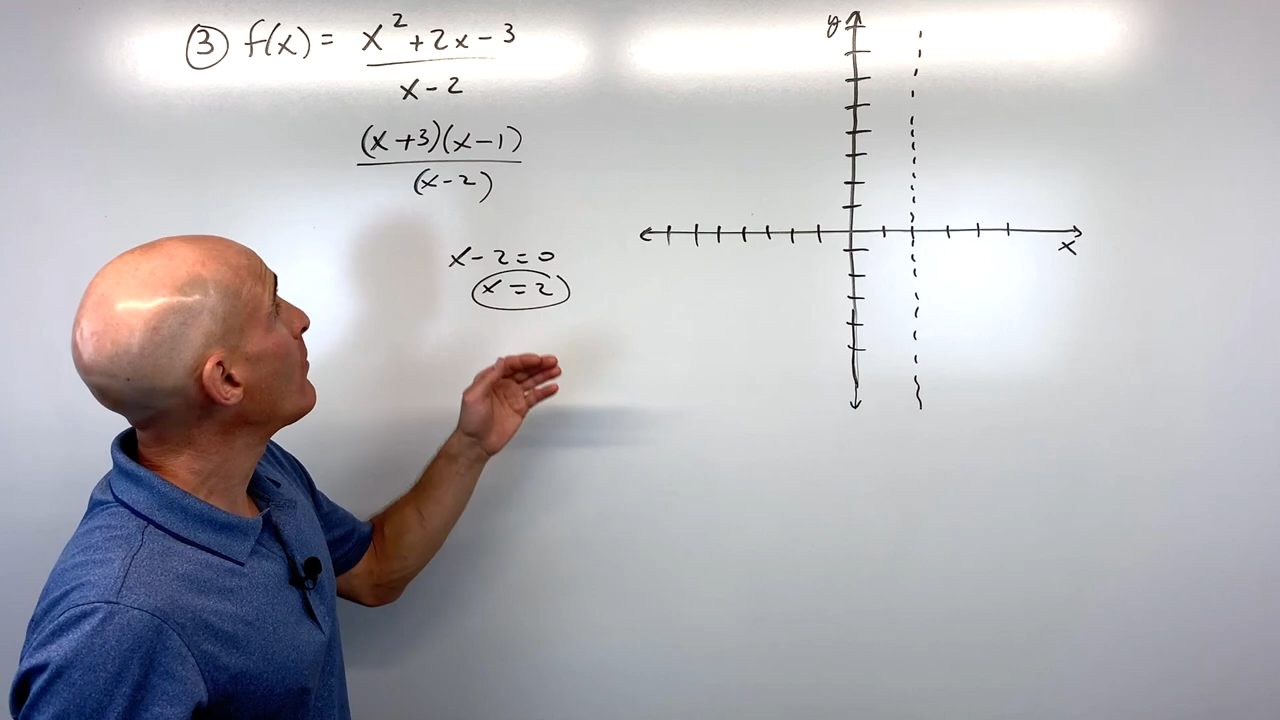 ③ f(x) = x² + 2x - 3
x - 2
(x + 3)(x - 1)
(x - 2)
x - 2 = 0
x = 2
y
x